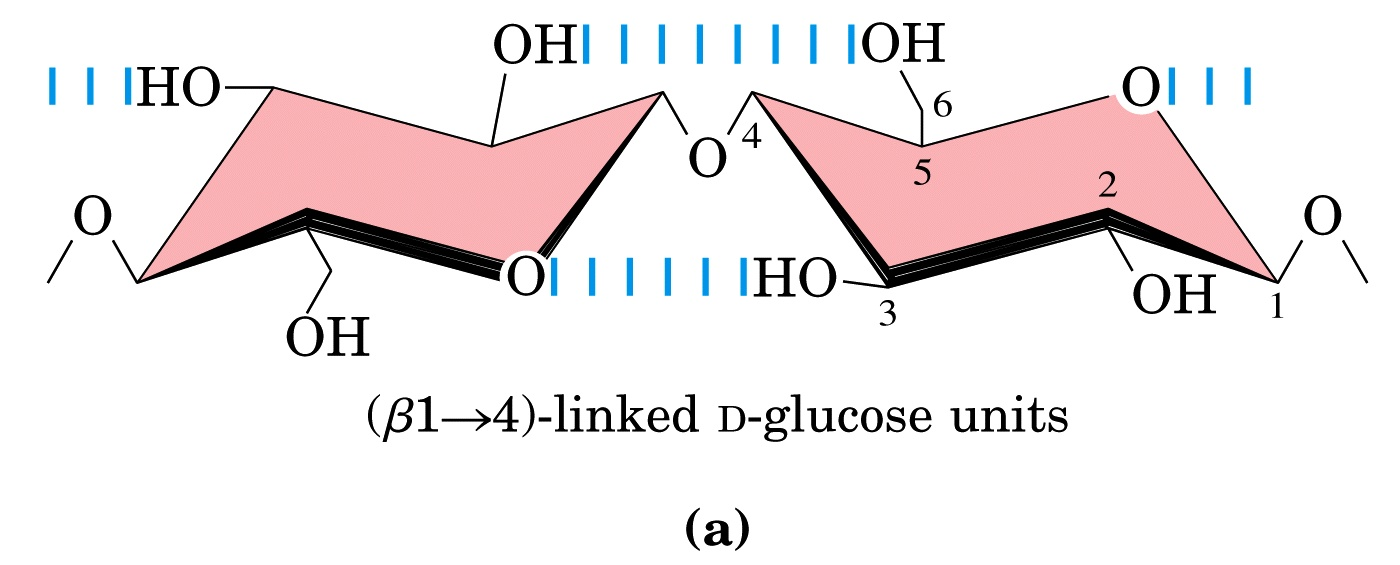 OH OH
HO O
6
4
O
5
2
O O
O HO OH
3 1
OH
(β1→4)-linked D-glucose units
(a)